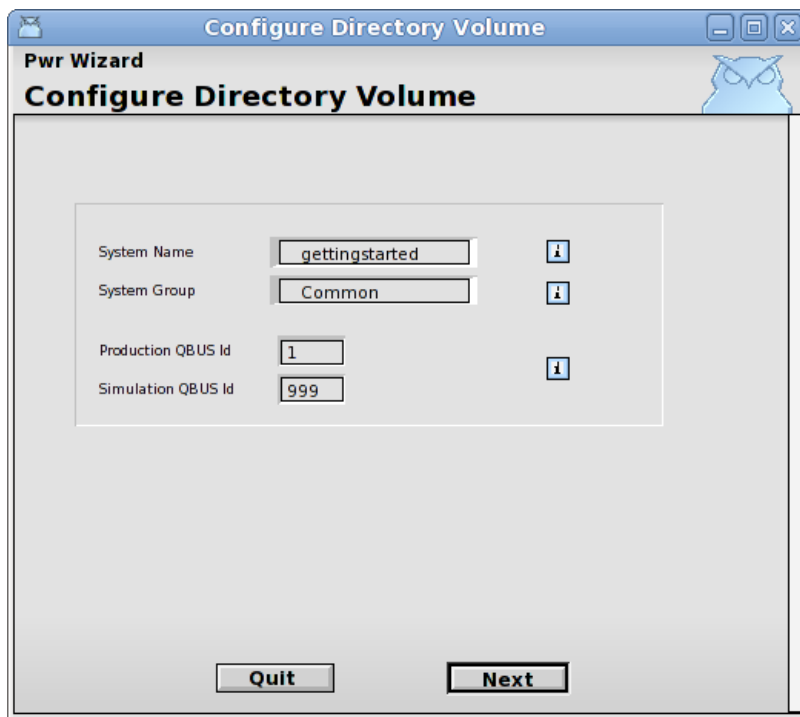 Configure Directory Volume
Pwr Wizard
Configure Directory Volume
System Name gettingstarted i
System Group Common i
Production QBUS Id 1
i
Simulation QBUS Id 999
Quit Next